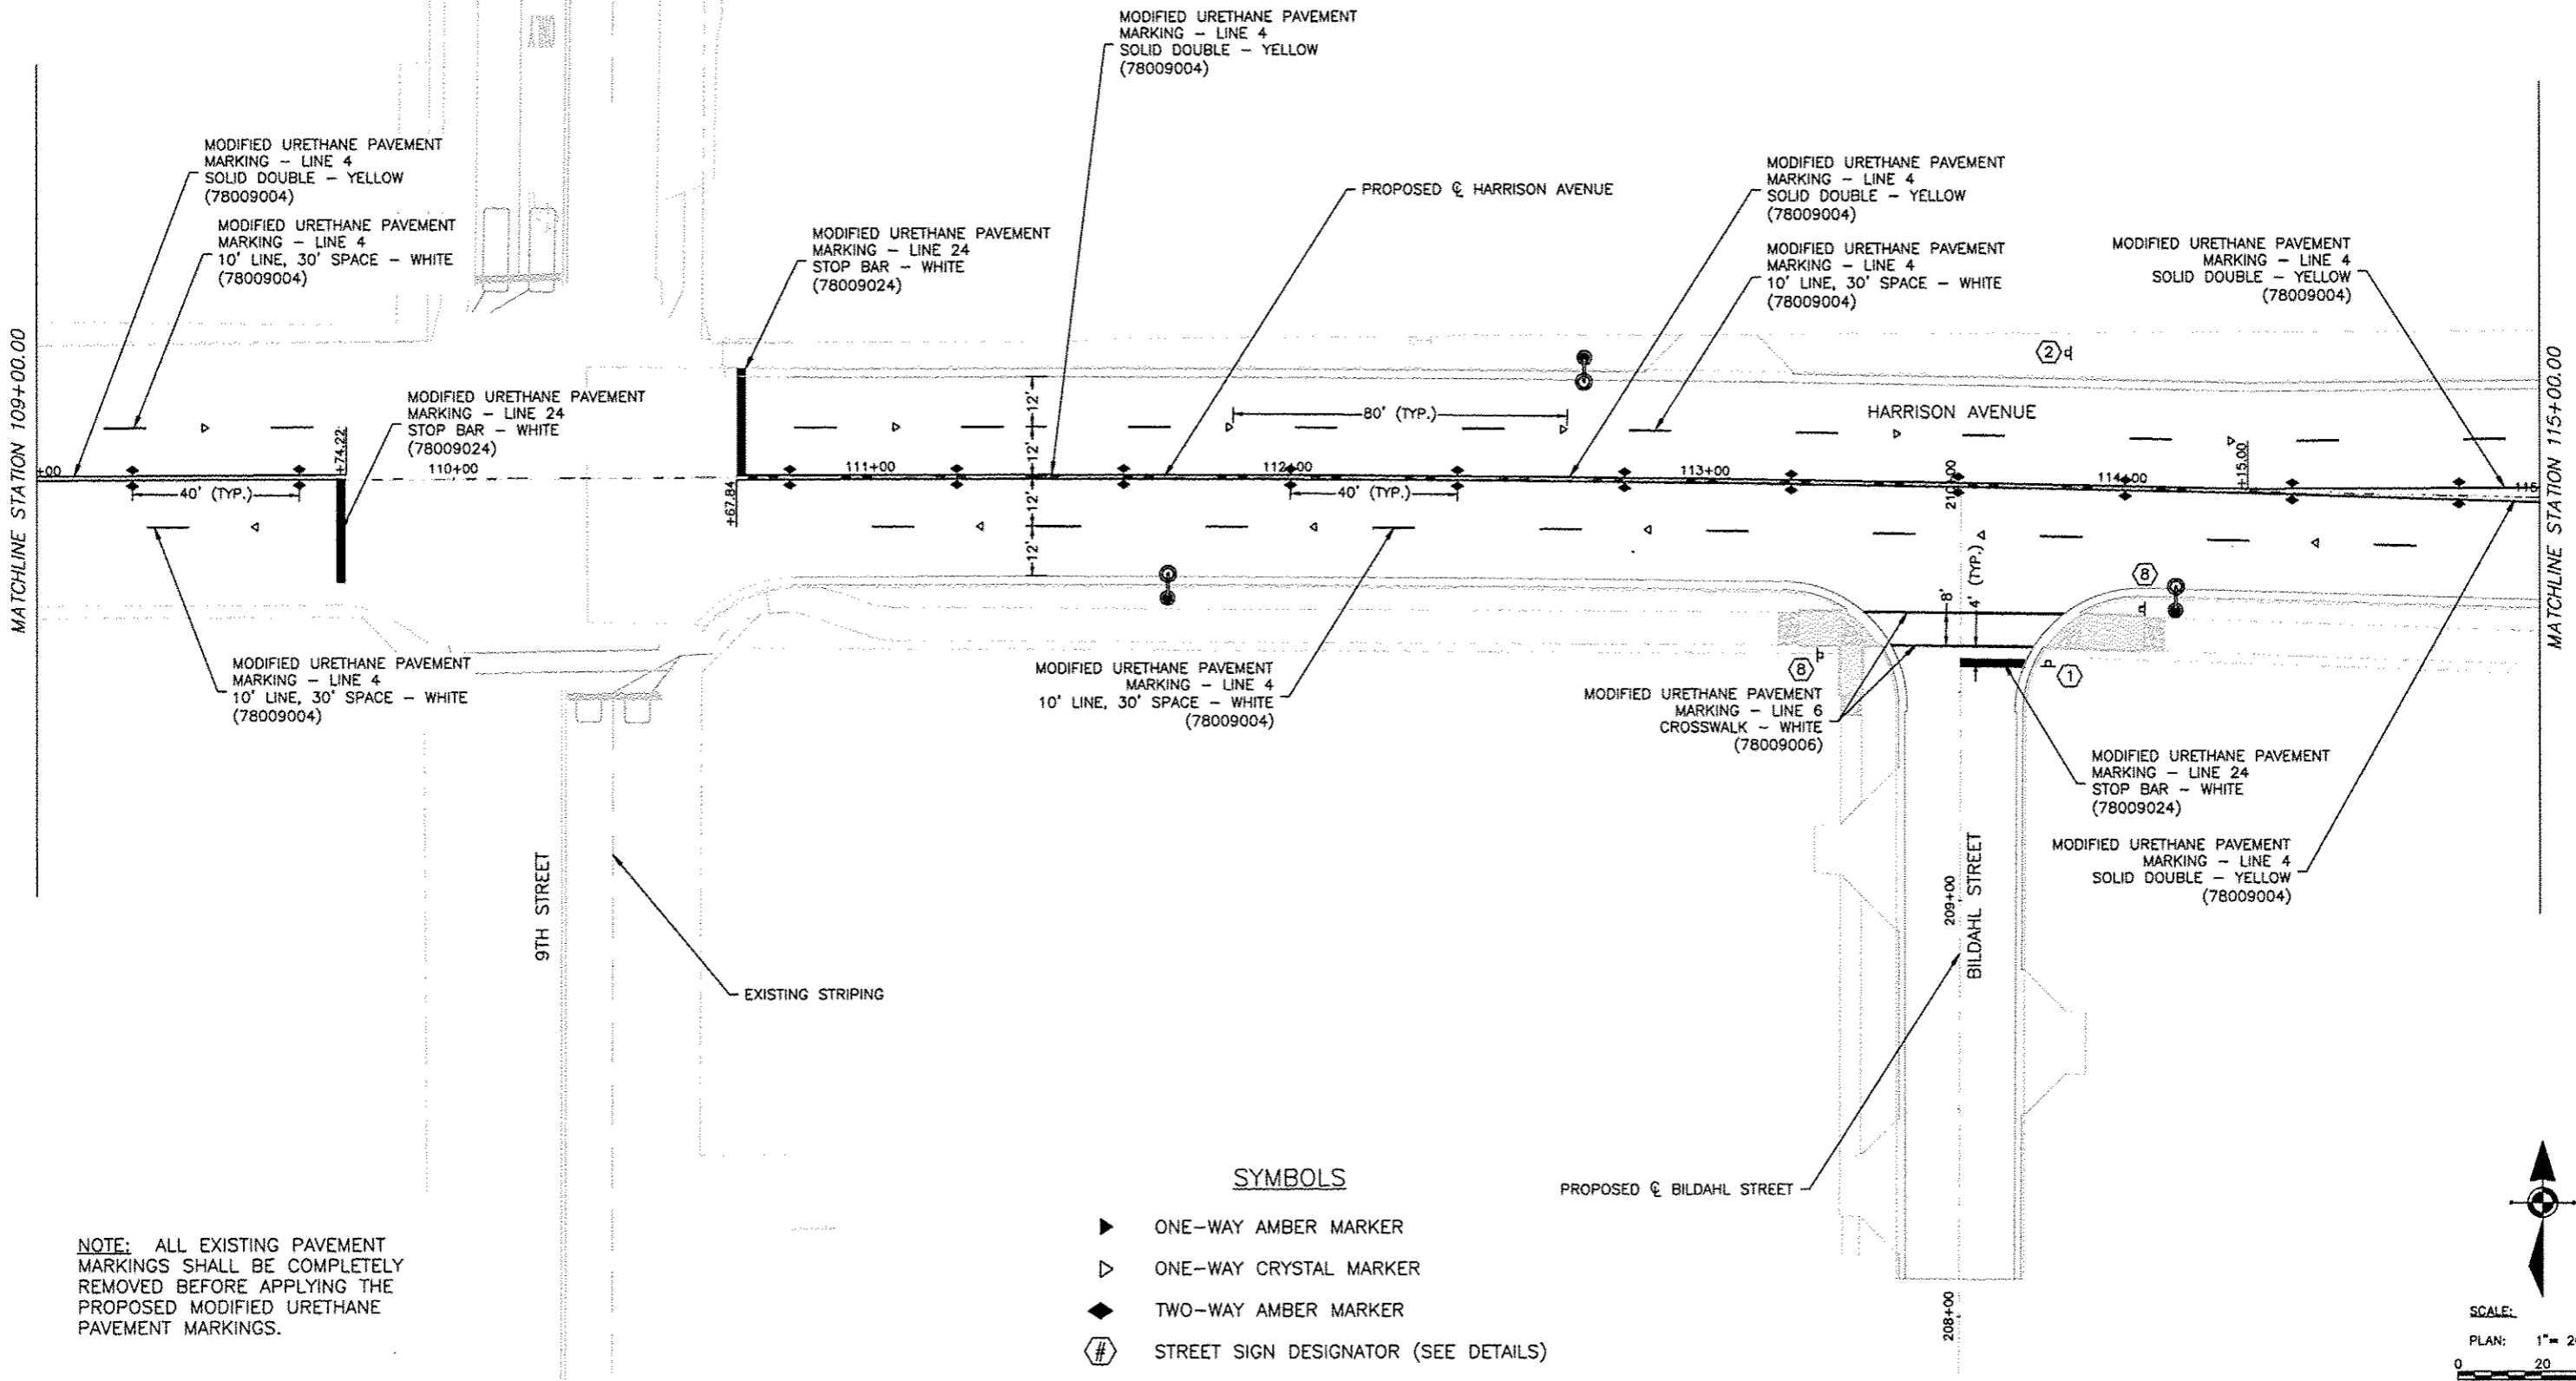 MODIFIED URETHANE PAVEMENT
MARKING - LINE 4
SOLID DOUBLE - YELLOW
(78009004)
MODIFIED URETHANE PAVEMENT
MARKING - LINE 4
SOLID DOUBLE - YELLOW
(78009004)
MODIFIED URETHANE PAVEMENT
MARKING - LINE 4
10' LINE, 30' SPACE - WHITE
(78009004)
MODIFIED URETHANE PAVEMENT
MARKING - LINE 24
STOP BAR - WHITE
(78009024)
PROPOSED ℄ HARRISON AVENUE
MODIFIED URETHANE PAVEMENT
MARKING - LINE 4
SOLID DOUBLE - YELLOW
(78009004)
MODIFIED URETHANE PAVEMENT
MARKING - LINE 4
10' LINE, 30' SPACE - WHITE
(78009004)
MODIFIED URETHANE PAVEMENT
MARKING - LINE 4
SOLID DOUBLE - YELLOW
(78009004)
MATCHLINE STATION 109+00.00
MATCHLINE STATION 115+00.00
MODIFIED URETHANE PAVEMENT
MARKING - LINE 24
STOP BAR - WHITE
(78009024)
2
80' (TYP.)
HARRISON AVENUE
12'
12'
12'
12'
+00
+74.22
110+00
+67.84
111+00
112+00
113+00
210+00
114+00
+15.00
115
40' (TYP.)
40' (TYP.)
8'
4' (TYP.)
8
8
1
MODIFIED URETHANE PAVEMENT
MARKING - LINE 4
10' LINE, 30' SPACE - WHITE
(78009004)
MODIFIED URETHANE PAVEMENT
MARKING - LINE 4
10' LINE, 30' SPACE - WHITE
(78009004)
MODIFIED URETHANE PAVEMENT
MARKING - LINE 6
CROSSWALK - WHITE
(78009006)
MODIFIED URETHANE PAVEMENT
MARKING - LINE 24
STOP BAR - WHITE
(78009024)
MODIFIED URETHANE PAVEMENT
MARKING - LINE 4
SOLID DOUBLE - YELLOW
(78009004)
9TH STREET
EXISTING STRIPING
209+00
BILDAHL STREET
PROPOSED ℄ BILDAHL STREET
208+00
NOTE: ALL EXISTING PAVEMENT
MARKINGS SHALL BE COMPLETELY
REMOVED BEFORE APPLYING THE
PROPOSED MODIFIED URETHANE
PAVEMENT MARKINGS.
SYMBOLS
ONE-WAY AMBER MARKER
ONE-WAY CRYSTAL MARKER
TWO-WAY AMBER MARKER
# STREET SIGN DESIGNATOR (SEE DETAILS)
SCALE:
PLAN: 1"=
0 20